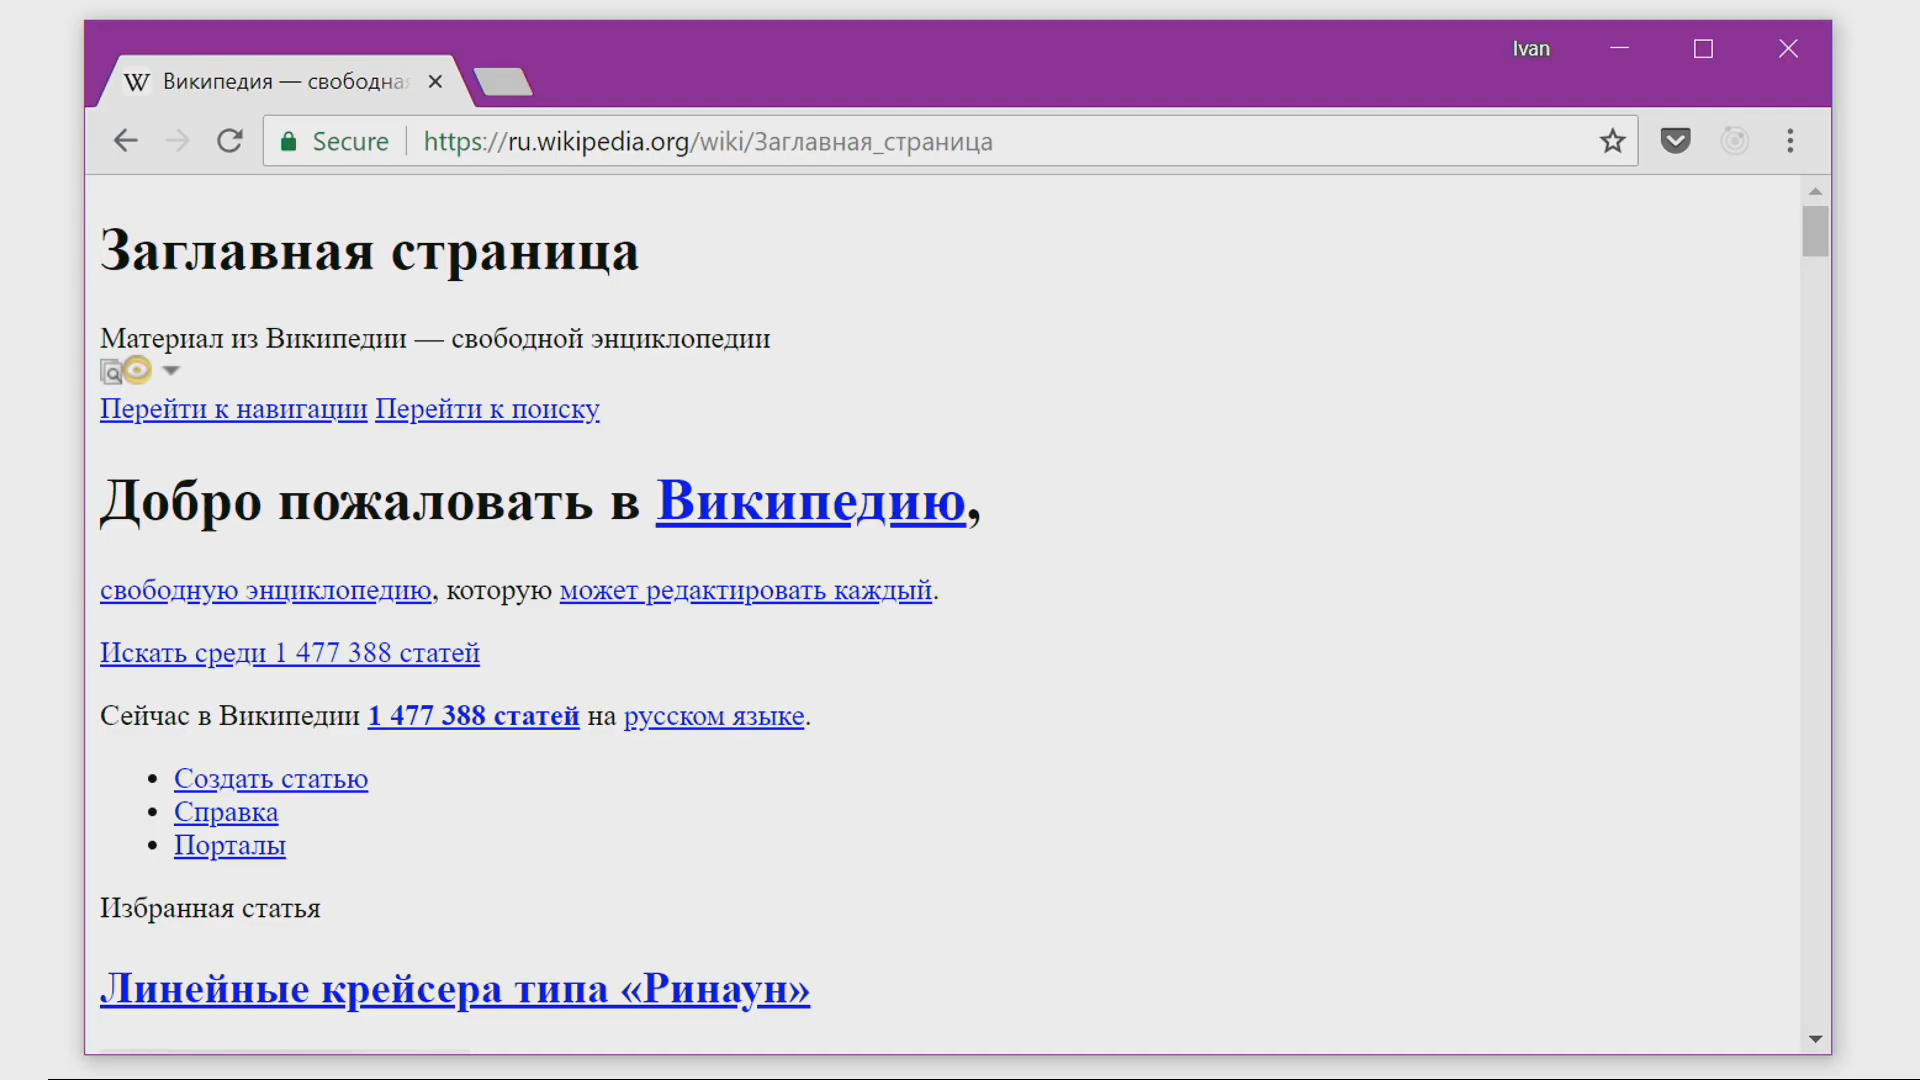 Ivan
W Википедия — свободна
Secure https://ru.wikipedia.org/wiki/Заглавная_страница
Заглавная страница
Материал из Википедии — свободной энциклопедии
Перейти к навигации Перейти к поиску
Добро пожаловать в Википедию,
свободную энциклопедию, которую может редактировать каждый.
Искать среди 1 477 388 статей
Сейчас в Википедии 1 477 388 статей на русском языке.
Создать статью
Справка
Порталы
Избранная статья
Линейные крейсера типа «Ринаун»